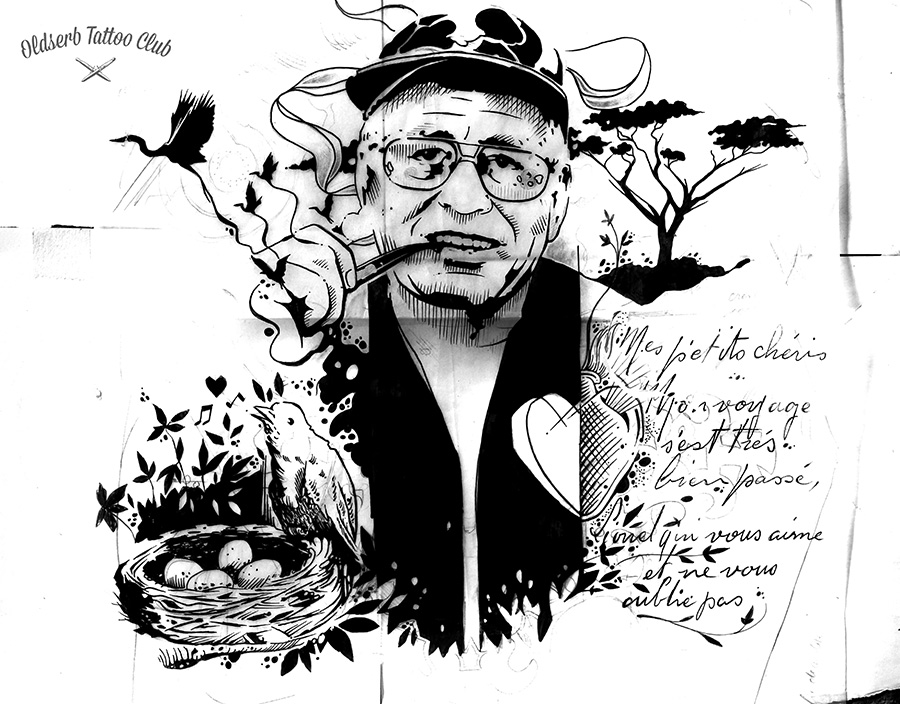 Oldserb Tattoo Club
Mes petits chéris
Mon voyage
s'est très
bien passé,
qui vous aime
et ne vous
oublie pas